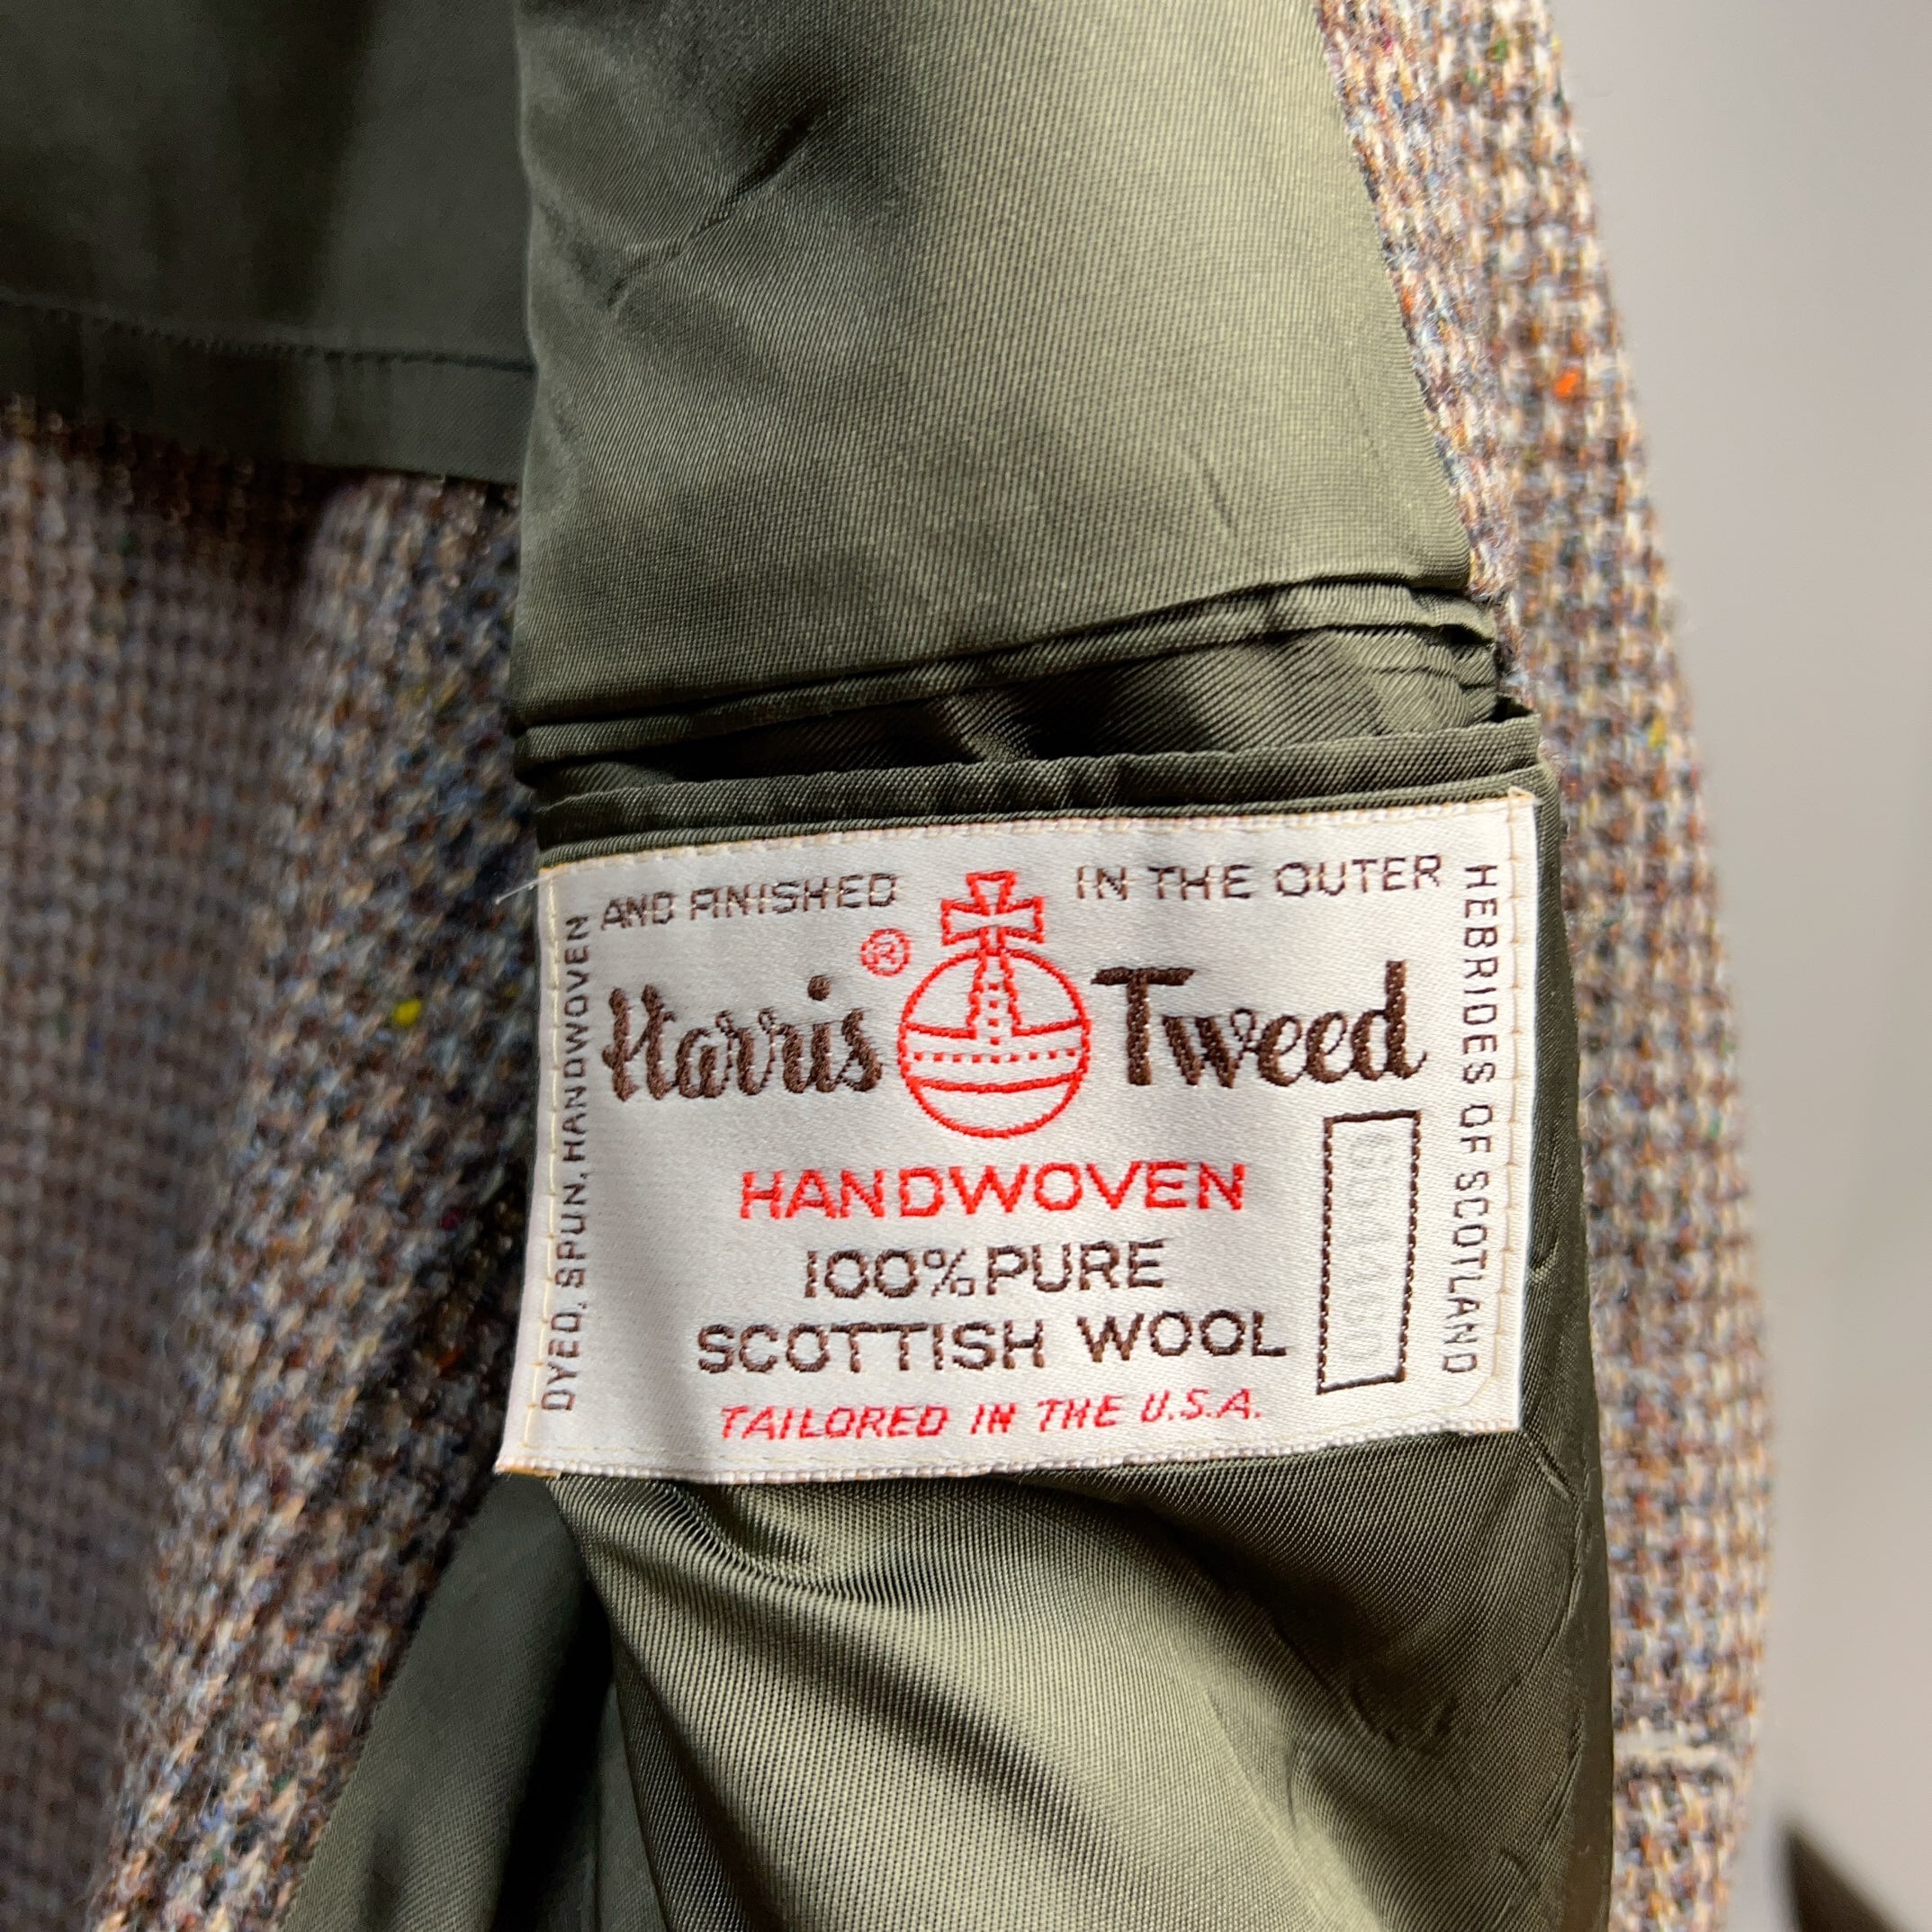 DYED, SPUN, HANDWOVEN
AND FINISHED
IN THE OUTER
HEBRIDES OF SCOTLAND
Harris ® Tweed
HANDWOVEN
100% PURE
SCOTTISH WOOL
TAILORED IN THE U.S.A.